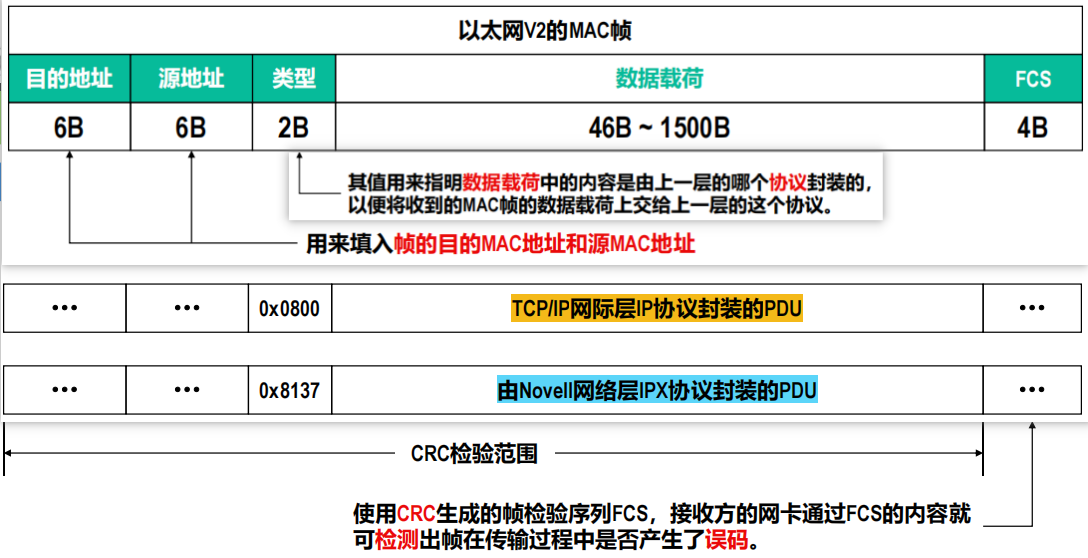 以太网V2的MAC帧
目的地址 源地址 类型 数据载荷 FCS
6B 6B 2B 46B ~ 1500B 4B
其值用来指明数据载荷中的内容是由上一层的哪个协议封装的，
以便将收到的MAC帧的数据载荷上交给上一层的这个协议。
用来填入帧的目的MAC地址和源MAC地址
··· ··· 0x0800 TCP/IP网际层IP协议封装的PDU ···
··· ··· 0x8137 由Novell网络层IPX协议封装的PDU ···
CRC检验范围
使用CRC生成的帧检验序列FCS，接收方的网卡通过FCS的内容就
可检测出帧在传输过程中是否产生了误码。